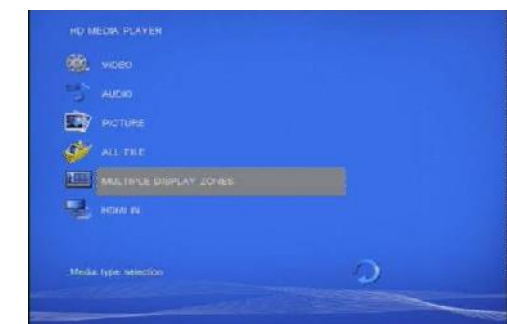 HD MEDIA PLAYER
VIDEO
AUDIO
PICTURE
ALL FILE
MULTIPLE DISPLAY ZONES
HDMI IN
Media type selection